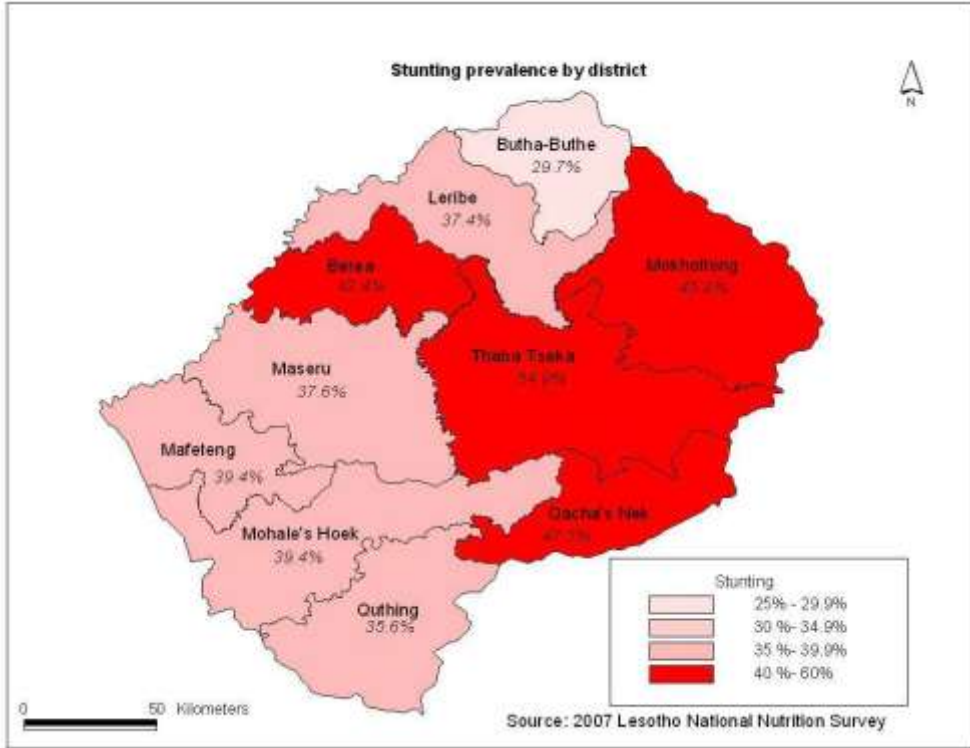 Stunting prevalence by district
N
Butha-Buthe
29.7%
Leribe
37.4%
Berea
42.4%
Mokhotlong
Thaba Tseka
Maseru
37.6%
Mafeteng
39.4%
Qacha's Nek
Mohale's Hoek
39.4%
Quthing
35.6%
Stunting
25% - 29.9%
30 %- 34.9%
35 %- 39.9%
40 %- 60%
0 50 Kilometers
Source: 2007 Lesotho National Nutrition Survey